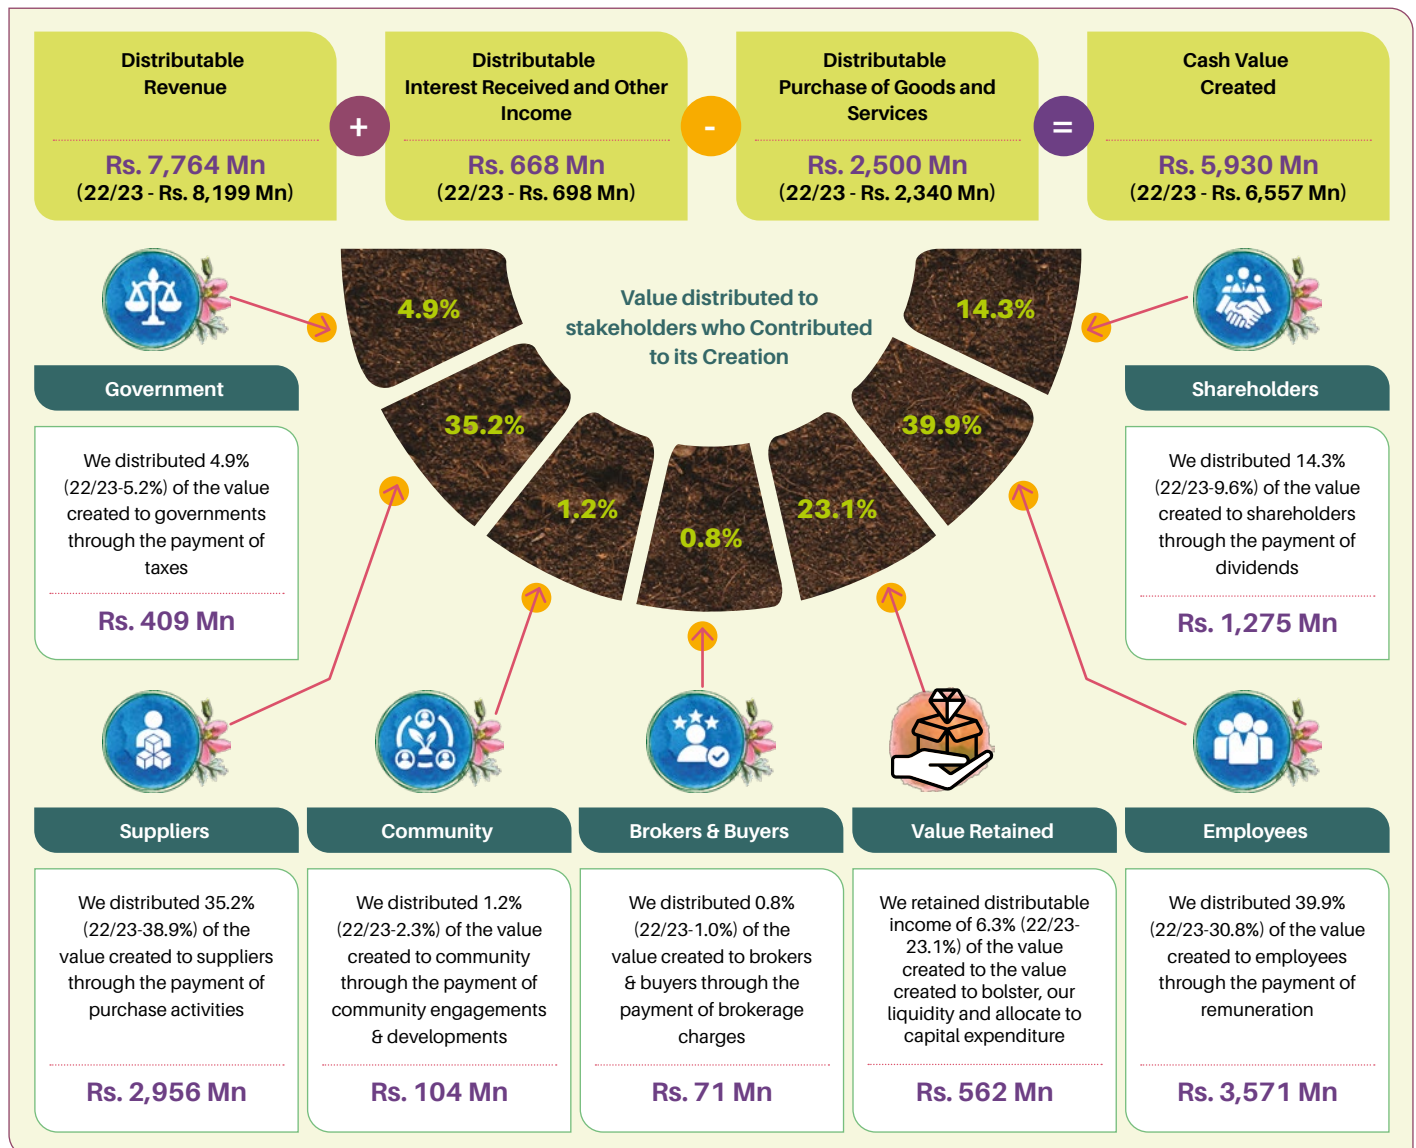 Distributable
Revenue
Rs. 7,764 Mn
(22/23 - Rs. 8,199 Mn)
+
Distributable
Interest Received and Other
Income
Rs. 668 Mn
(22/23 - Rs. 698 Mn)
-
Distributable
Purchase of Goods and
Services
Rs. 2,500 Mn
(22/23 - Rs. 2,340 Mn)
=
Cash Value
Created
Rs. 5,930 Mn
(22/23 - Rs. 6,557 Mn)
Value distributed to
stakeholders who Contributed
to its Creation
4.9%
35.2%
1.2%
0.8%
23.1%
39.9%
14.3%
Government
We distributed 4.9%
(22/23-5.2%) of the value
created to governments
through the payment of
taxes
Rs. 409 Mn
Shareholders
We distributed 14.3%
(22/23-9.6%) of the value
created to shareholders
through the payment of
dividends
Rs. 1,275 Mn
Suppliers
We distributed 35.2%
(22/23-38.9%) of the
value created to suppliers
through the payment of
purchase activities
Rs. 2,956 Mn
Community
We distributed 1.2%
(22/23-2.3%) of the value
created to community
through the payment of
community engagements
& developments
Rs. 104 Mn
Brokers & Buyers
We distributed 0.8%
(22/23-1.0%) of the
value created to brokers
& buyers through the
payment of brokerage
charges
Rs. 71 Mn
Value Retained
We retained distributable
income of 6.3% (22/23-
23.1%) of the value
created to the value
created to bolster, our
liquidity and allocate to
capital expenditure
Rs. 562 Mn
Employees
We distributed 39.9%
(22/23-30.8%) of the value
created to employees
through the payment of
remuneration
Rs. 3,571 Mn